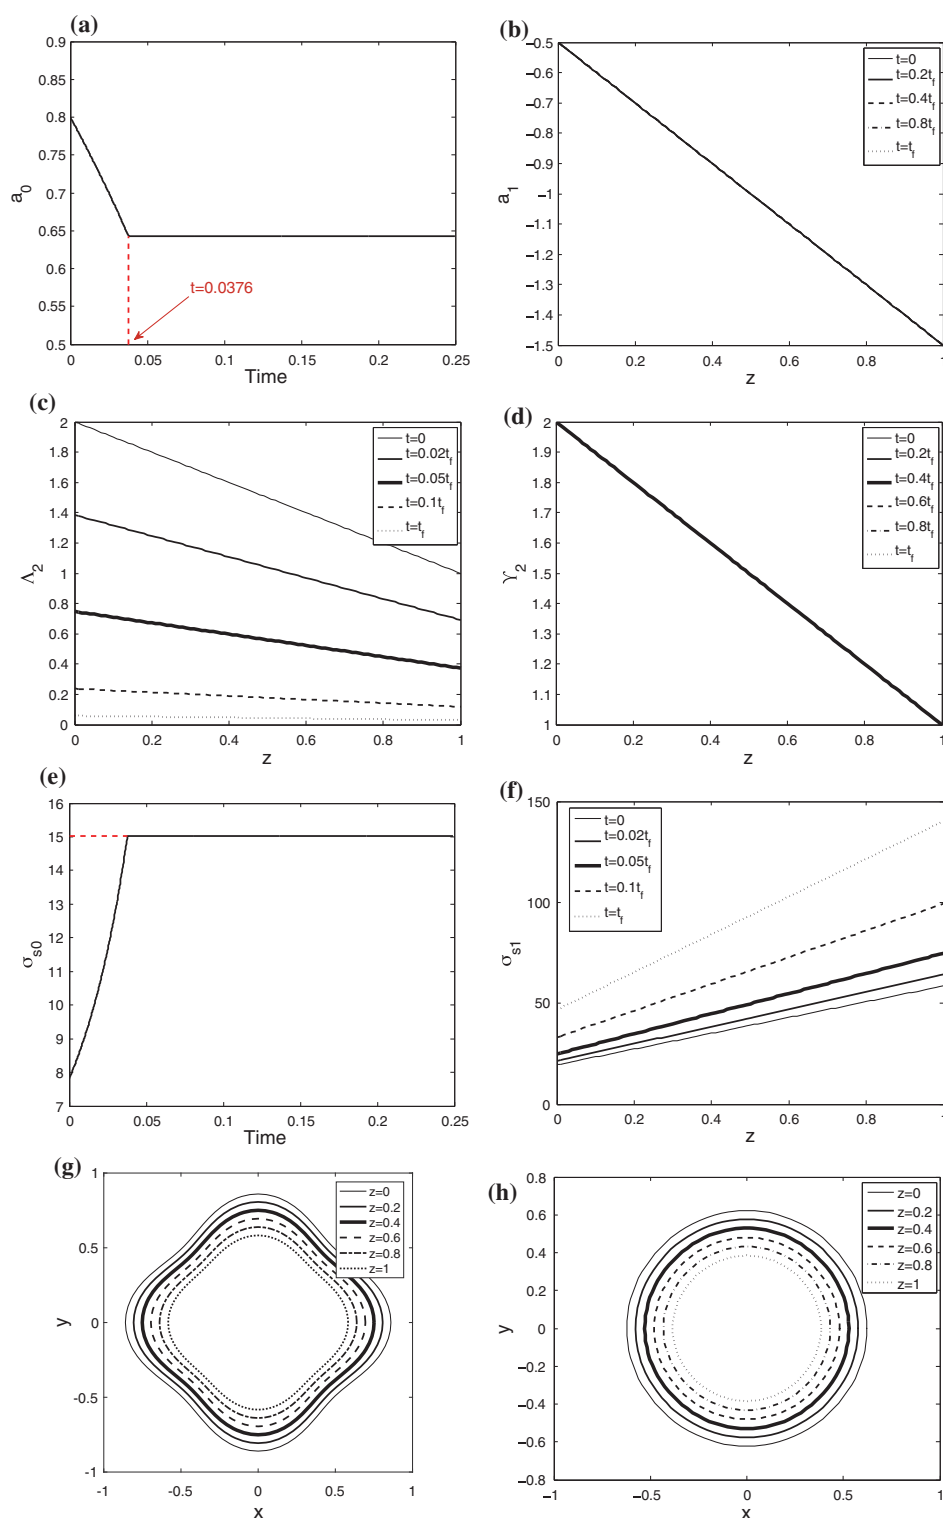 (a)
0.9
0.85
0.8
0.75
0.7
0.65
0.6
0.55
0.5
a0
t=0.0376
0
0.05
0.1
0.15
0.2
0.25
Time
(b)
−0.5
−0.6
−0.7
−0.8
−0.9
−1
−1.1
−1.2
−1.3
−1.4
−1.5
a1
t=0
t=0.2tf
t=0.4tf
t=0.8tf
t=tf
0
0.2
0.4
0.6
0.8
1
z
(c)
2
1.8
1.6
1.4
1.2
1
0.8
0.6
0.4
0.2
0
Λ2
t=0
t=0.02tf
t=0.05tf
t=0.1tf
t=tf
0
0.2
0.4
0.6
0.8
1
z
(d)
2
1.9
1.8
1.7
1.6
1.5
1.4
1.3
1.2
1.1
1
ϒ2
t=0
t=0.2tf
t=0.4tf
t=0.6tf
t=0.8tf
t=tf
0
0.2
0.4
0.6
0.8
1
z
(e)
16
15
14
13
12
11
10
9
8
7
σs0
0
0.05
0.1
0.15
0.2
0.25
Time
(f)
150
100
50
0
σs1
t=0
t=0.02tf
t=0.05tf
t=0.1tf
t=tf
0
0.2
0.4
0.6
0.8
1
z
(g)
1
0.5
0
-0.5
-1
y
z=0
z=0.2
z=0.4
z=0.6
z=0.8
z=1
-1
-0.5
0
0.5
1
x
(h)
0.8
0.6
0.4
0.2
0
−0.2
−0.4
−0.6
−0.8
y
z=0
z=0.2
z=0.4
z=0.6
z=0.8
z=1
−1
−0.5
0
0.5
1
x